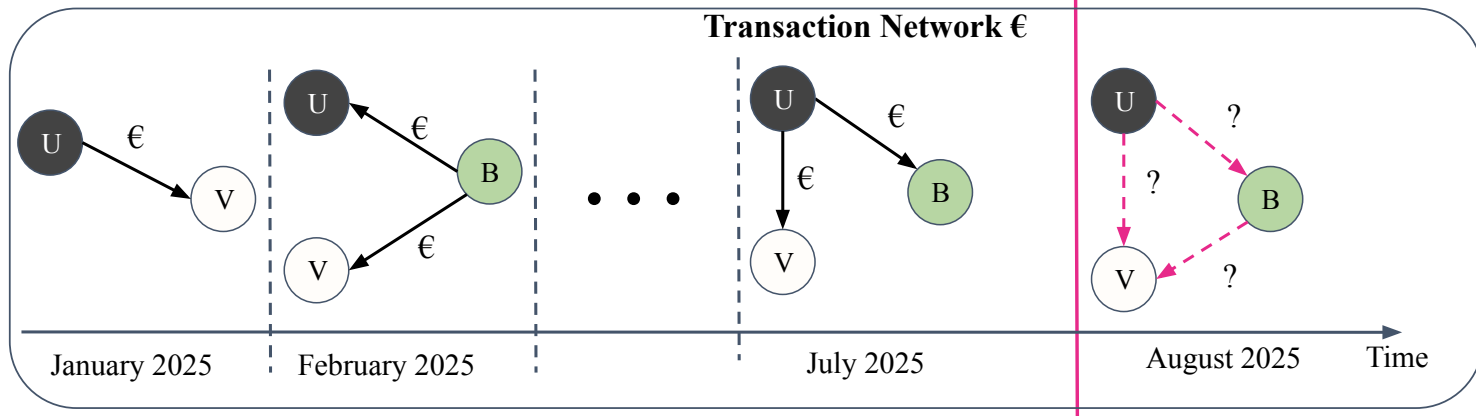 Transaction Network €
U
€
V
U
€
B
€
V
• • •
U
€
€
B
V
U
?
?
B
?
V
January 2025
February 2025
July 2025
August 2025
Time